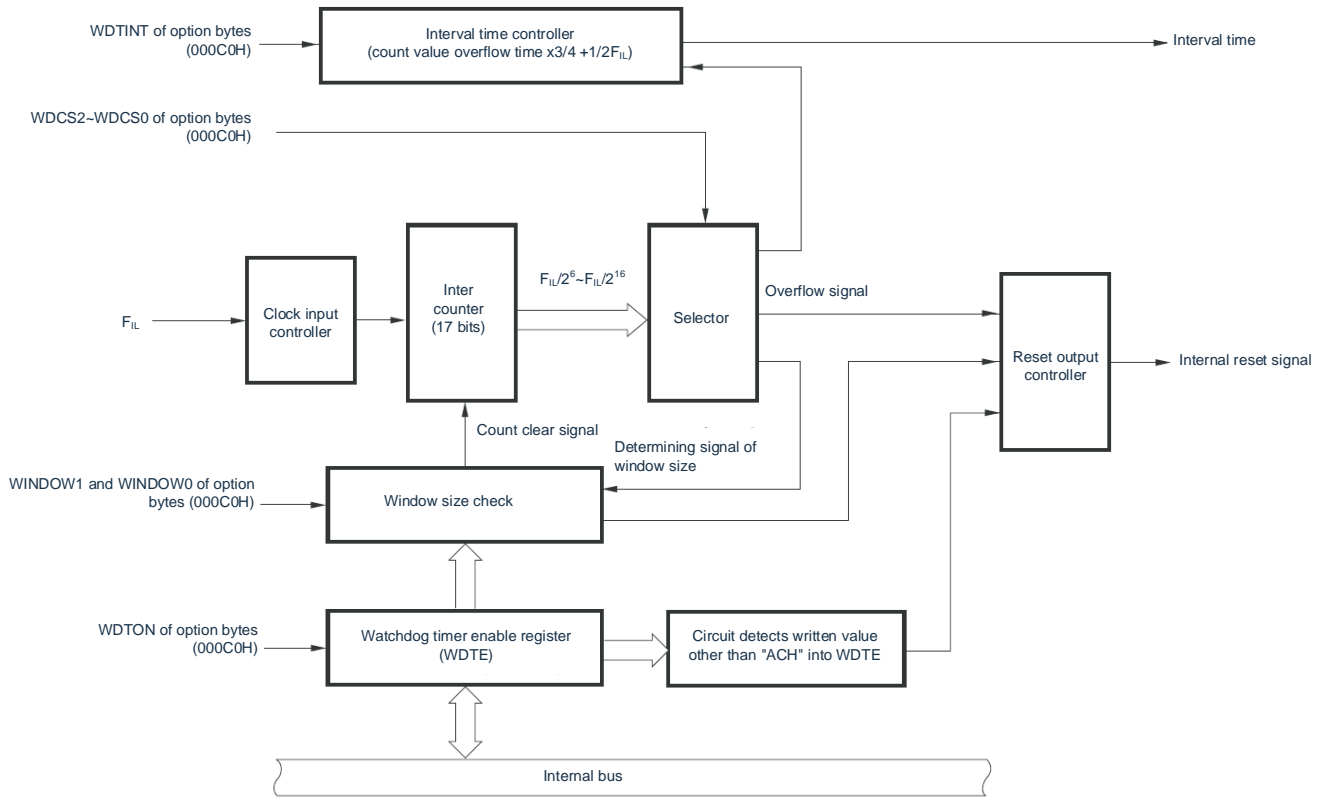 WDTINT of option bytes
(000C0H)
Interval time controller
(count value overflow time x3/4 +1/2FIL)
Interval time
WDCS2~WDCS0 of option bytes
(000C0H)
FIL
Clock input
controller
Inter
counter
(17 bits)
FIL/2⁶~FIL/2¹⁶
Selector
Overflow signal
Reset output
controller
Internal reset signal
Count clear signal
Determining signal of
window size
WINDOW1 and WINDOW0 of option
bytes (000C0H)
Window size check
WDTON of option bytes
(000C0H)
Watchdog timer enable register
(WDTE)
Circuit detects written value
other than "ACH" into WDTE
Internal bus